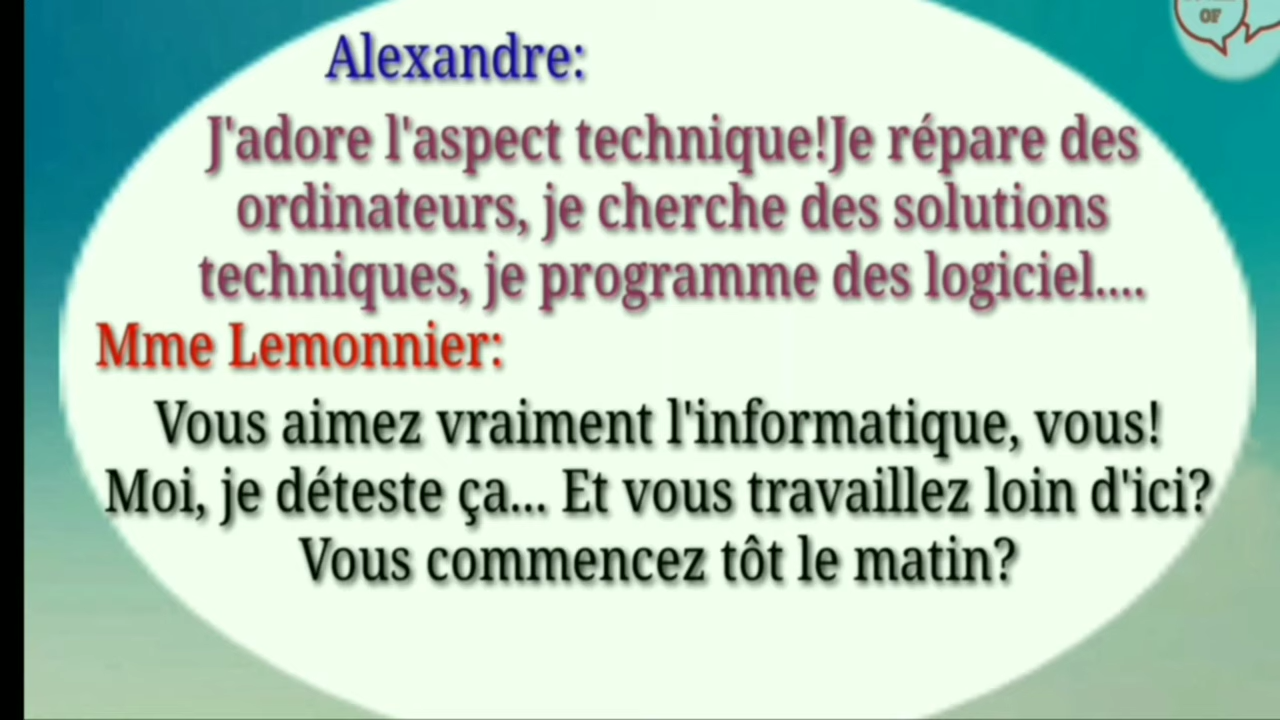 OF
Alexandre:
J'adore l'aspect technique!Je répare des
ordinateurs, je cherche des solutions
techniques, je programme des logiciel....
Mme Lemonnier:
Vous aimez vraiment l'informatique, vous!
Moi, je déteste ça... Et vous travaillez loin d'ici?
Vous commencez tôt le matin?